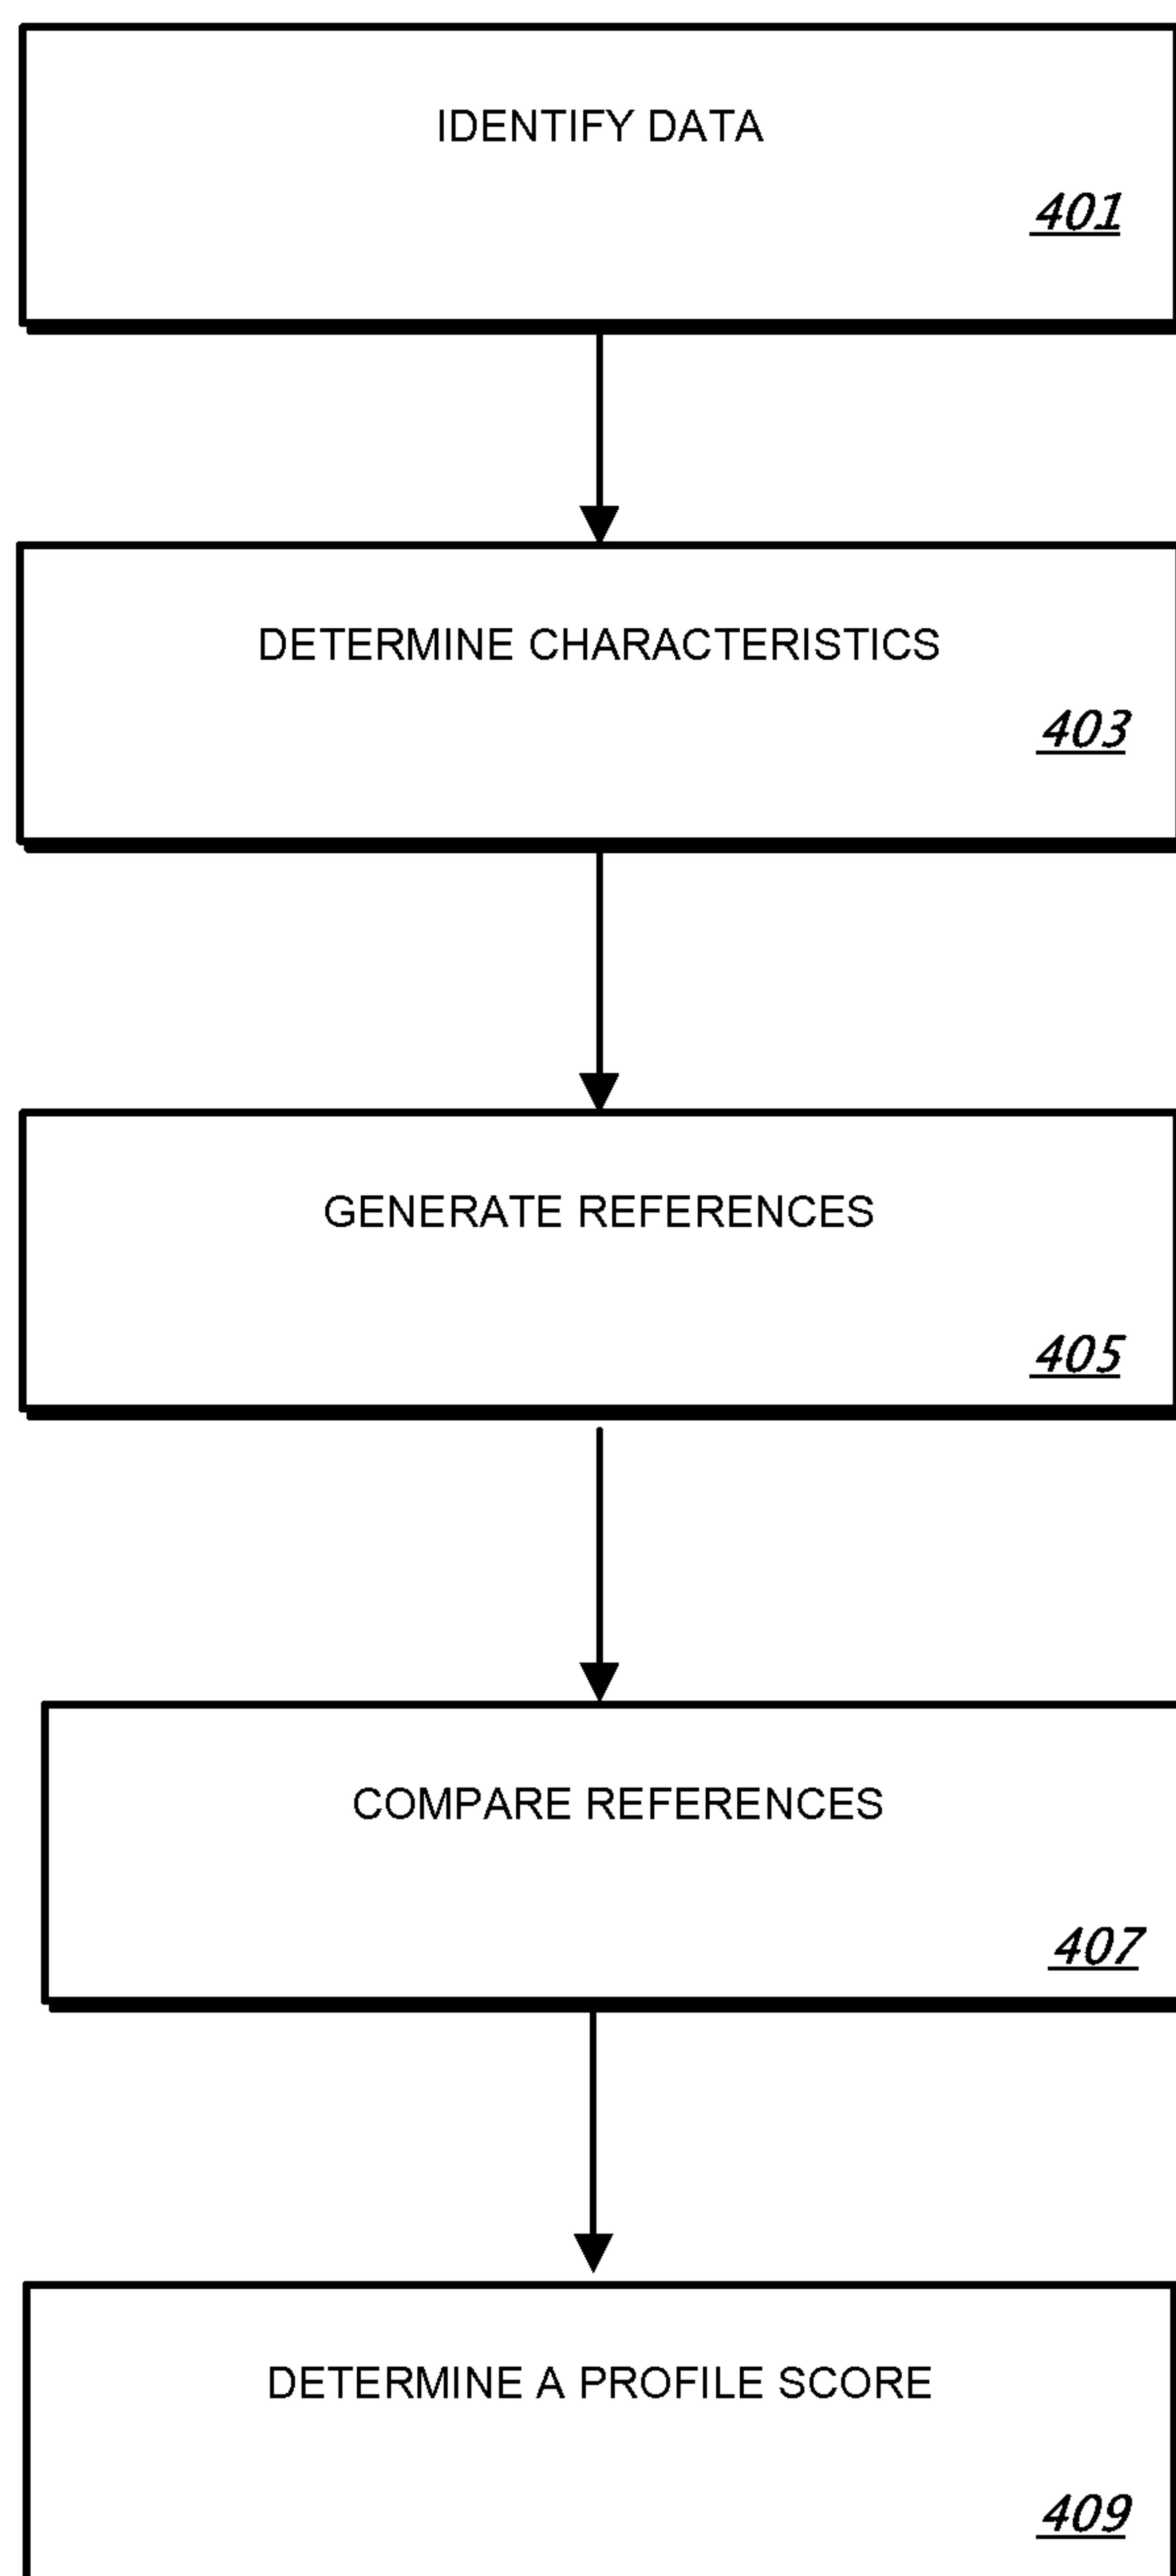 IDENTIFY DATA
401
DETERMINE CHARACTERISTICS
403
GENERATE REFERENCES
405
COMPARE REFERENCES
407
DETERMINE A PROFILE SCORE
409